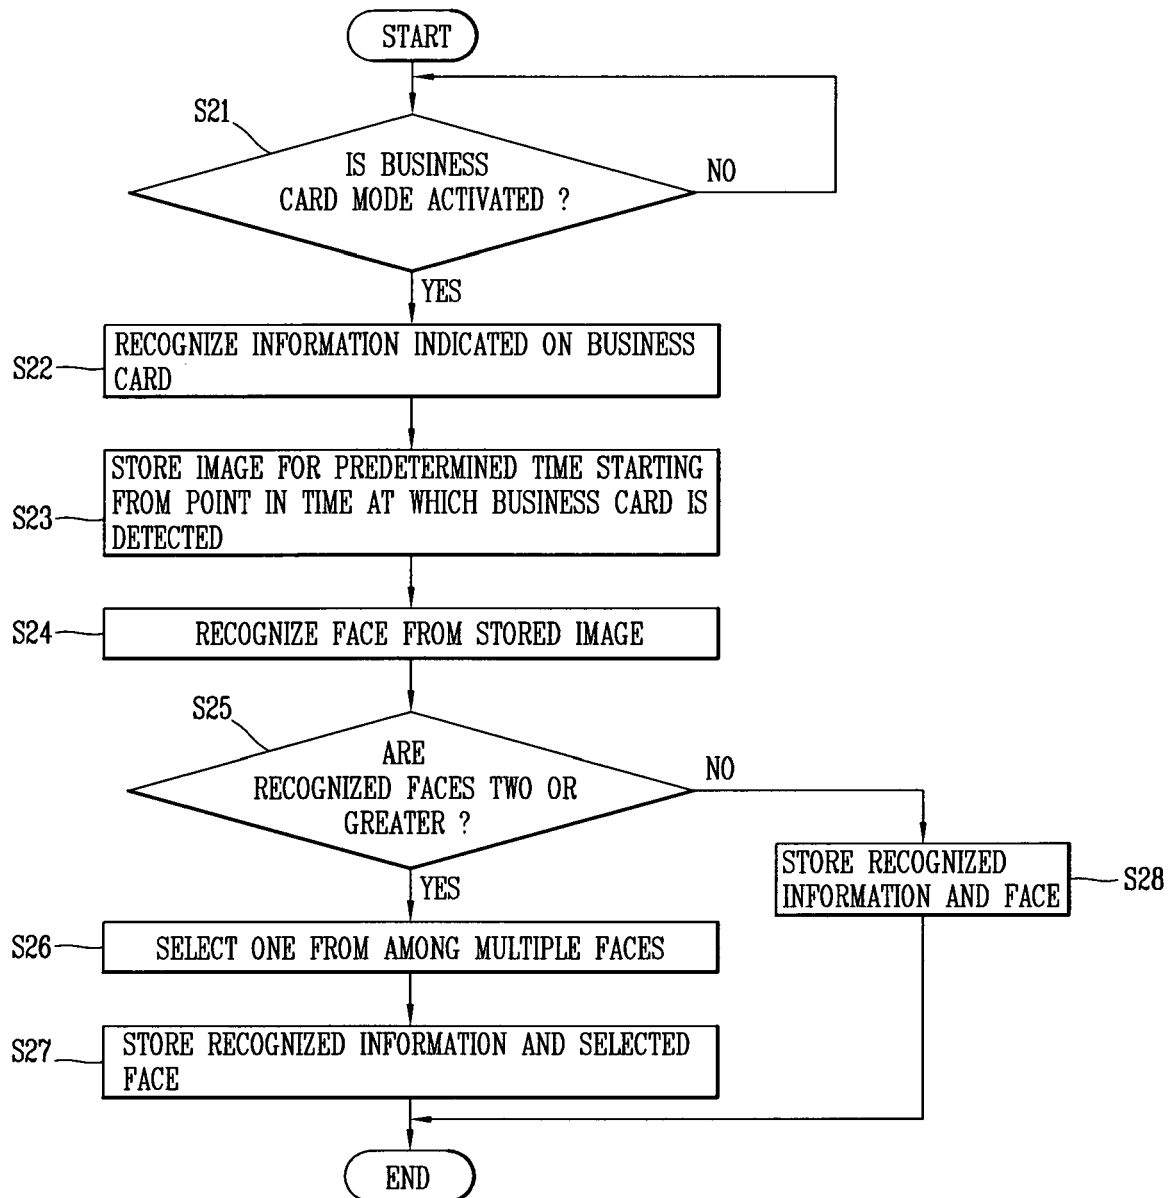 START
S21
IS BUSINESS
CARD MODE ACTIVATED ?
NO
YES
S22
RECOGNIZE INFORMATION INDICATED ON BUSINESS
CARD
S23
STORE IMAGE FOR PREDETERMINED TIME STARTING
FROM POINT IN TIME AT WHICH BUSINESS CARD IS
DETECTED
S24
RECOGNIZE FACE FROM STORED IMAGE
S25
ARE
RECOGNIZED FACES TWO OR
GREATER ?
NO
YES
STORE RECOGNIZED
INFORMATION AND FACE
S28
S26
SELECT ONE FROM AMONG MULTIPLE FACES
S27
STORE RECOGNIZED INFORMATION AND SELECTED
FACE
END